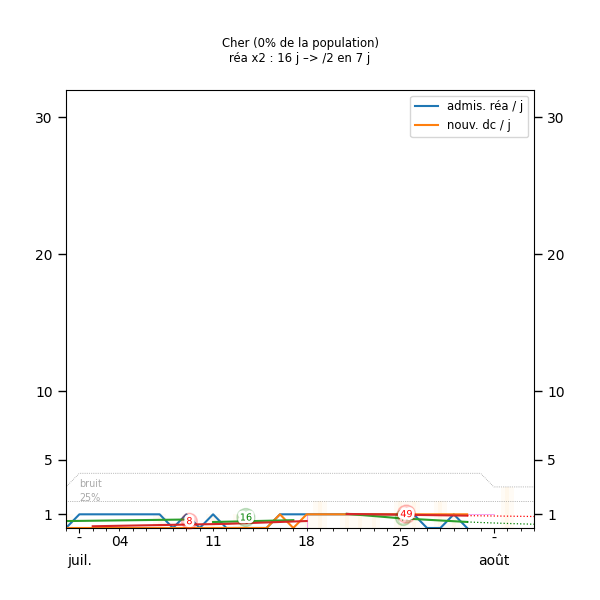 Cher (0% de la population)
réa x2 : 16 j –> /2 en 7 j
admis. réa / j
nouv. dc / j
30 30
20 20
10 10
5 5
bruit
25%
1 8 16 49 1
- 04 11 18 25 -
juil. août